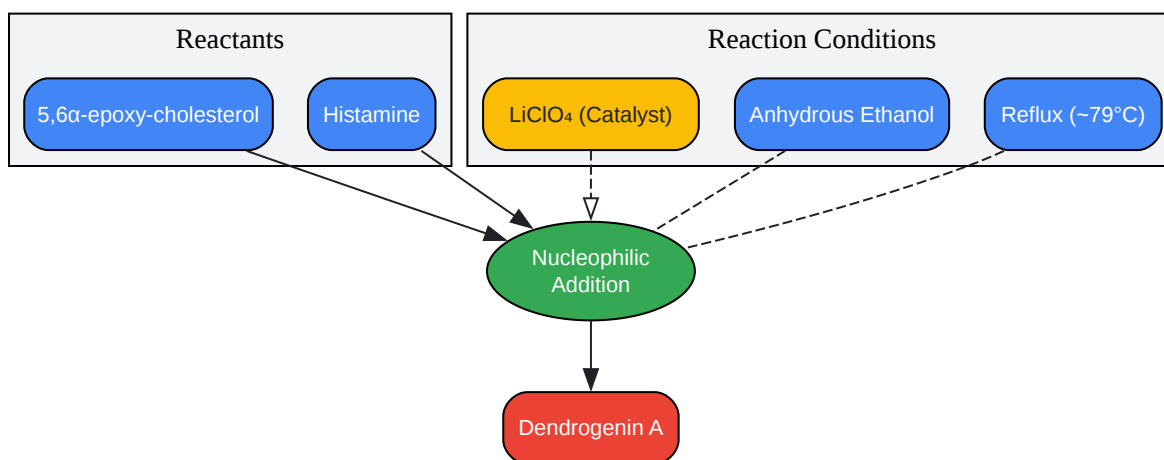 Reactants
Reaction Conditions
5,6α-epoxy-cholesterol
Histamine
LiClO₄ (Catalyst)
Anhydrous Ethanol
Reflux (~79°C)
Nucleophilic
Addition
Dendrogenin A